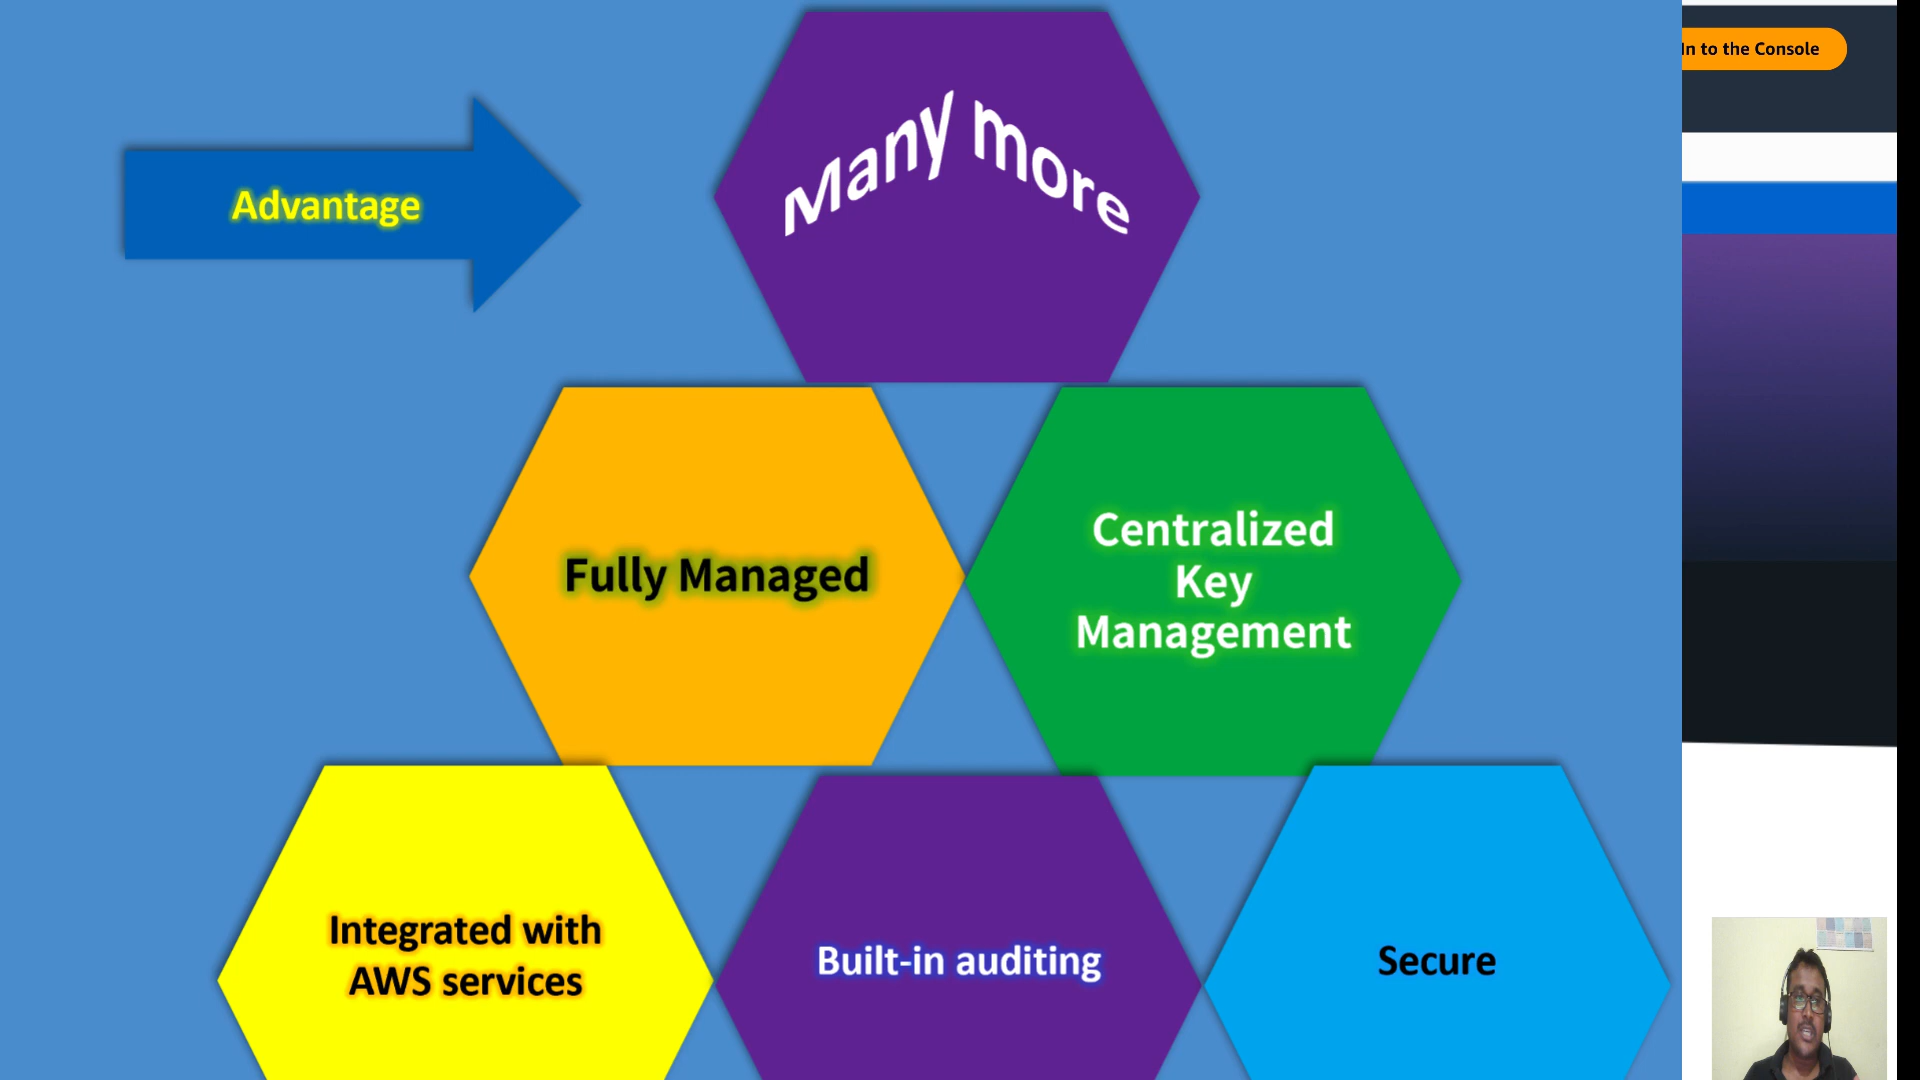 In to the Console
Many more
Advantage
Fully Managed
Centralized
Key
Management
Integrated with
AWS services
Built-in auditing
Secure